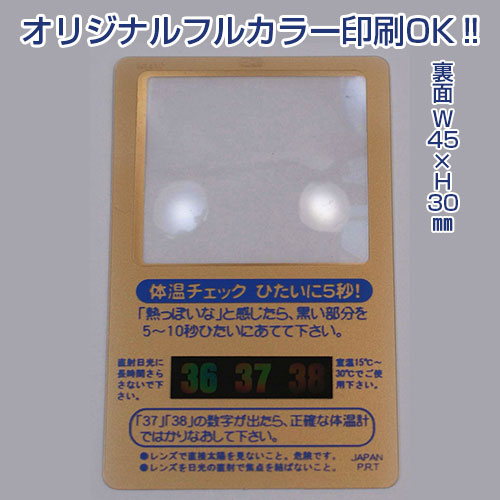 オリジナルフルカラー印刷OK!!
裏面W45×H30㎜
体温チェック ひたいに5秒!
「熱っぽいな」と感じたら、黒い部分を
5~10秒ひたいにあてて下さい。
直射日光に
長時間さら
さないで下
さい。
36 37 38
室温15℃~
30℃でご使
用下さい。
「37」「38」の数字が出たら、正確な体温計
ではかりなおして下さい。
●レンズで直接太陽を見ないこと。危険です。
●レンズを日光の直射で焦点を結ばないこと。
JAPAN
P.R.T